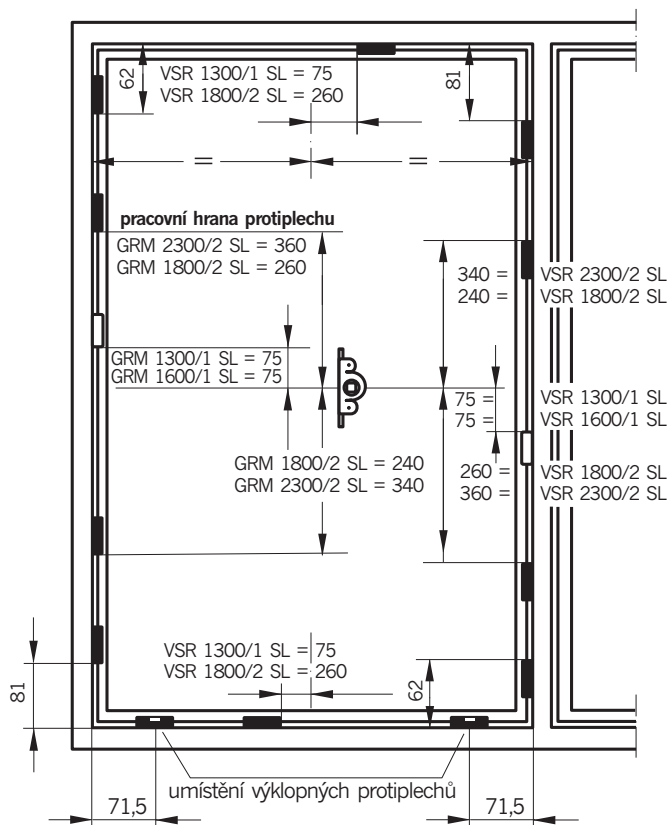 62
VSR 1300/1 SL = 75
VSR 1800/2 SL = 260
81
=
=
pracovní hrana protiplechu
GRM 2300/2 SL = 360
GRM 1800/2 SL = 260
340 = VSR 2300/2 SL
240 = VSR 1800/2 SL
GRM 1300/1 SL = 75
GRM 1600/1 SL = 75
75 = VSR 1300/1 SL
75 = VSR 1600/1 SL
GRM 1800/2 SL = 240
GRM 2300/2 SL = 340
260 = VSR 1800/2 SL
360 = VSR 2300/2 SL
VSR 1300/1 SL = 75
VSR 1800/2 SL = 260
81
62
umístění výklopných protiplechů
71,5
71,5